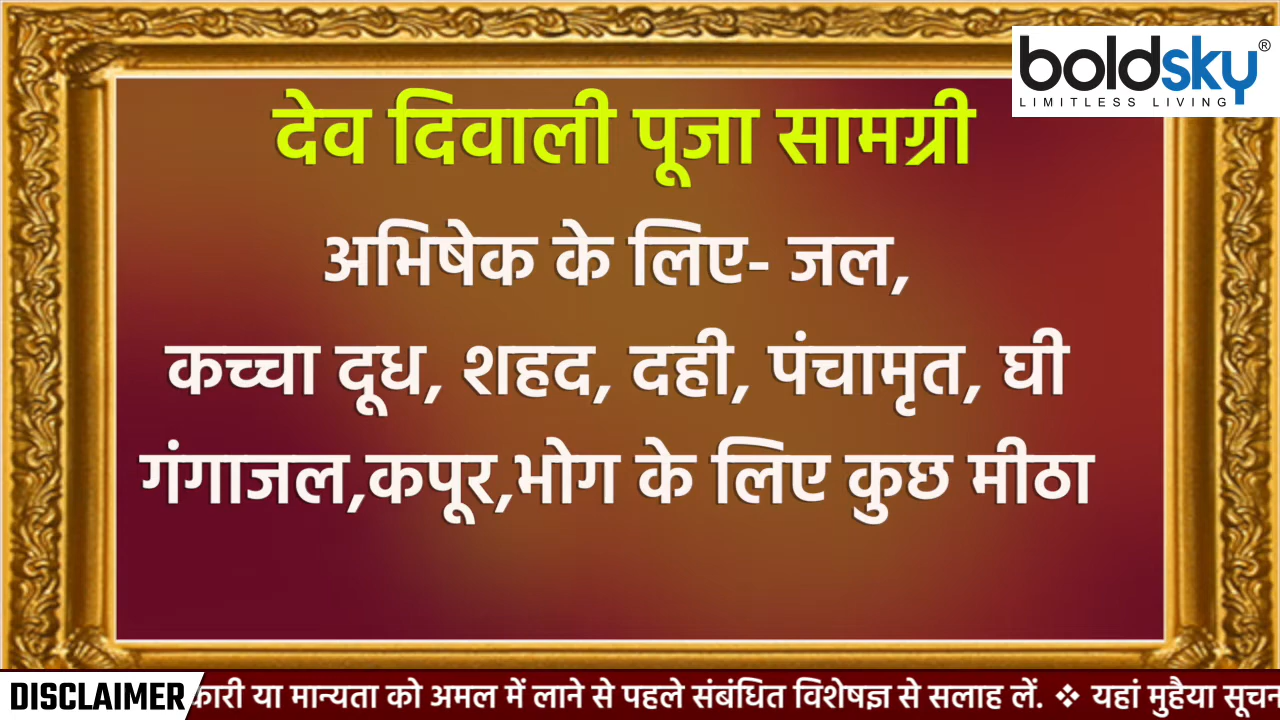 boldsky®
LIMITLESS LIVING
देव दिवाली पूजा सामग्री
अभिषेक के लिए- जल,
कच्चा दूध, शहद, दही, पंचामृत, घी
गंगाजल,कपूर,भोग के लिए कुछ मीठा
DISCLAIMER या मान्यता को अमल में लाने से पहले संबंधित विशेषज्ञ से सलाह लें. ❖ यहां मुहैया